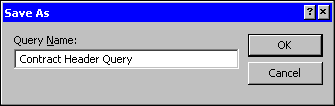 Save As
Query Name:
OK
Contract Header Query
Cancel